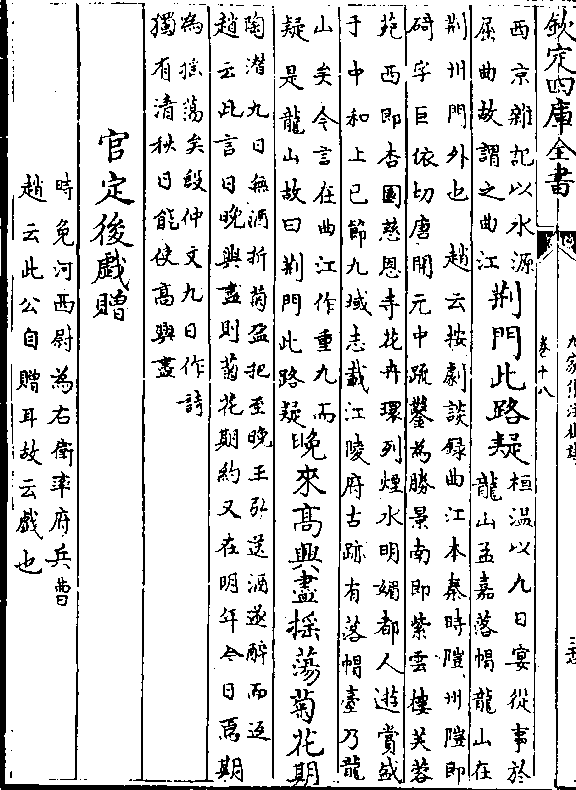 欽定四庫全書
九家集注杜詩
卷十八
西京雜記以水源
屈曲故謂之曲江
荆門此路疑
桓温以九日宴從事於
龍山孟嘉落帽龍山在
荆州門外也　趙云按劇談録曲江本秦時隑州隑即
碕字巨依切唐開元中疏鑿為勝景南即紫雲樓芙蓉
苑西即杏園慈恩寺花卉環列煙水明媚都人遊賞盛
于中和上已節九域志載江陵府古跡有落帽臺乃龍
山矣今言在曲江作重九而
疑是龍山故曰荆門此路疑
晚來髙興盡揺蕩菊花期
陶潛九日無酒折菊盈把至晚王弘送酒遂醉而返
趙云此言日晚興盡則菊花期約又在明年今日焉期
為揺蕩矣殷仲文九日作詩
獨有清秋日能使髙興盡
官定後戲贈
時免河西尉為右衛率府兵曹
趙云此公自贈耳故云戲也